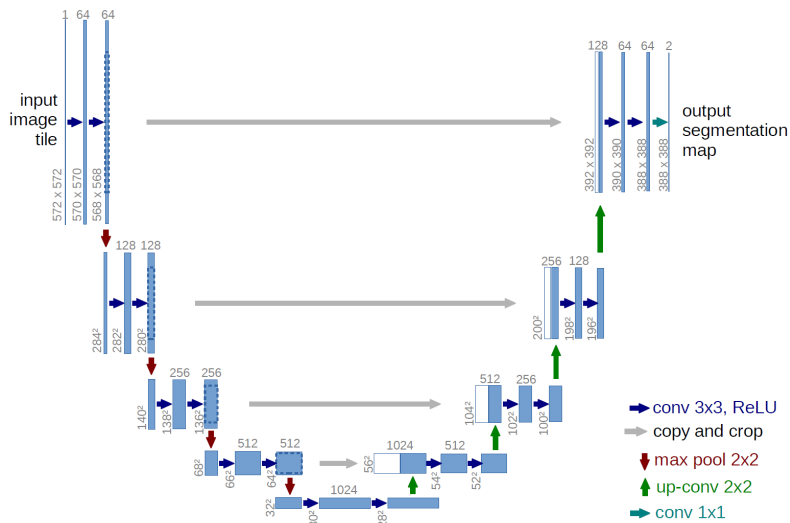 1 64 64
128 64 64 2
input
image
tile
output
segmentation
map
572 x 572
570 x 570
568 x 568
392 x 392
390 x 390
388 x 388
388 x 388
128 128
256 128
284²
282²
280²
200²
198²
196²
256 256
512 256
140²
138²
136²
104²
102²
100²
512 512
1024 512
68²
66²
64²
56²
54²
52²
1024
32²
conv 3x3, ReLU
copy and crop
max pool 2x2
up-conv 2x2
conv 1x1